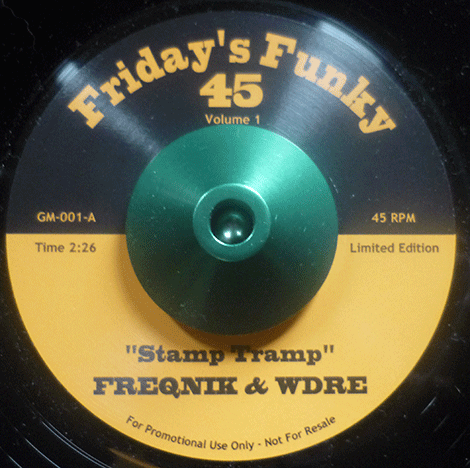 Friday's Funky
45
Volume 1
GM-001-A
45 RPM
Time 2:26
Limited Edition
"Stamp Tramp"
FREQNIK & WDRE
For Promotional Use Only - Not For Resale